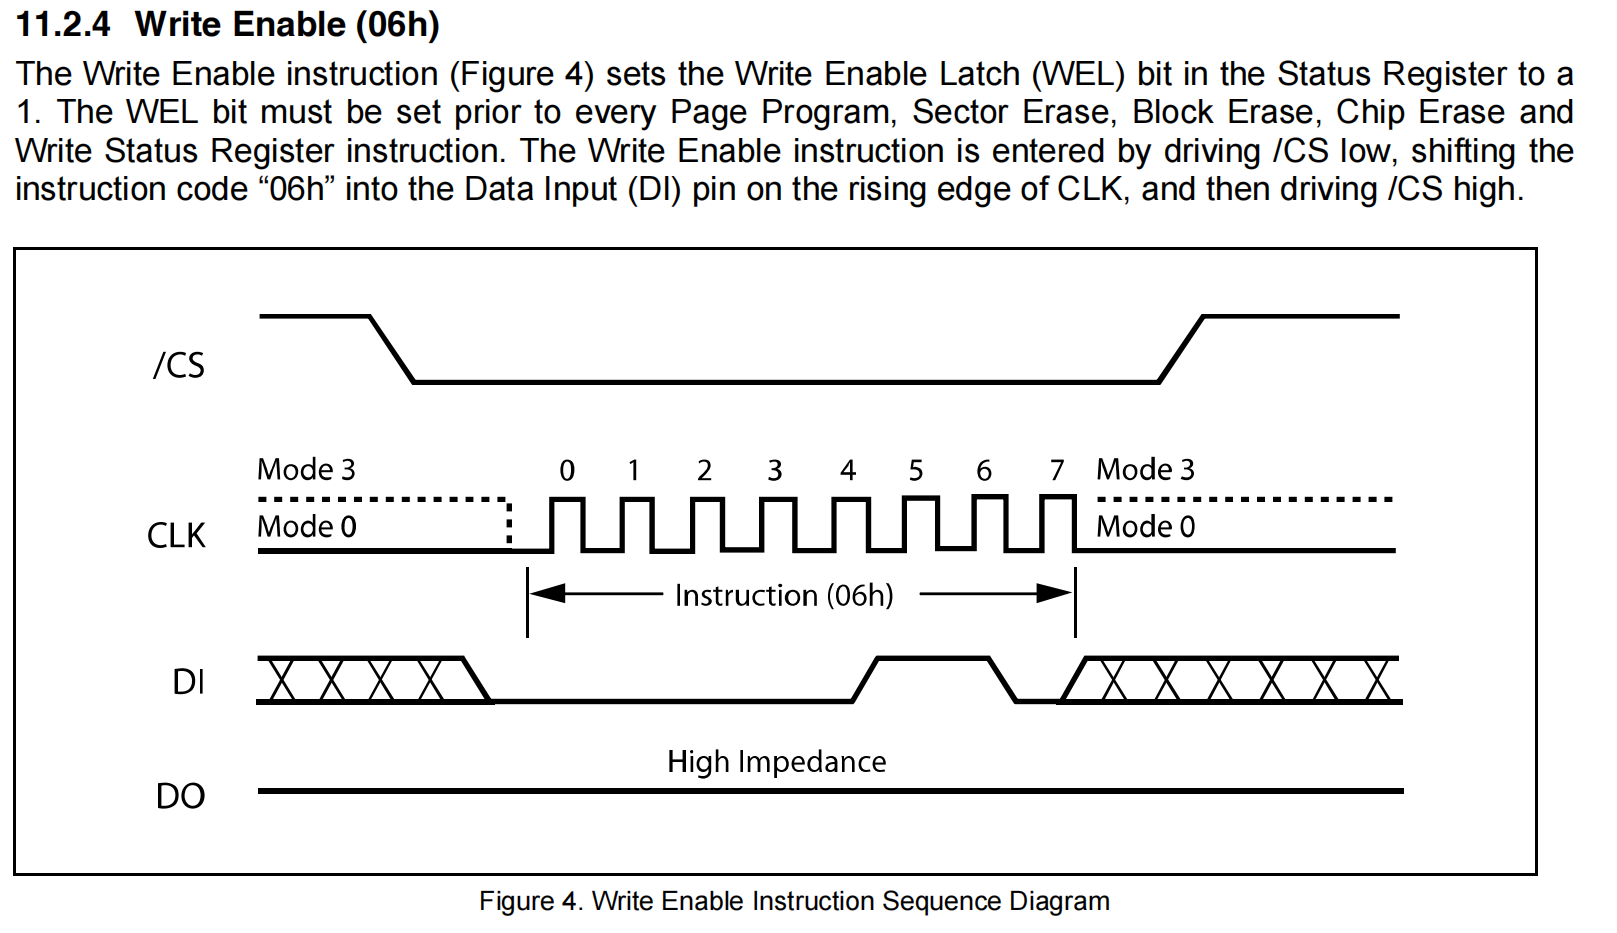 11.2.4 Write Enable (06h)
The Write Enable instruction (Figure 4) sets the Write Enable Latch (WEL) bit in the Status Register to a
1. The WEL bit must be set prior to every Page Program, Sector Erase, Block Erase, Chip Erase and
Write Status Register instruction. The Write Enable instruction is entered by driving /CS low, shifting the
instruction code “06h” into the Data Input (DI) pin on the rising edge of CLK, and then driving /CS high.
/CS
Mode 3 0 1 2 3 4 5 6 7 Mode 3
CLK Mode 0 Mode 0
Instruction (06h)
DI
High Impedance
DO
Figure 4. Write Enable Instruction Sequence Diagram